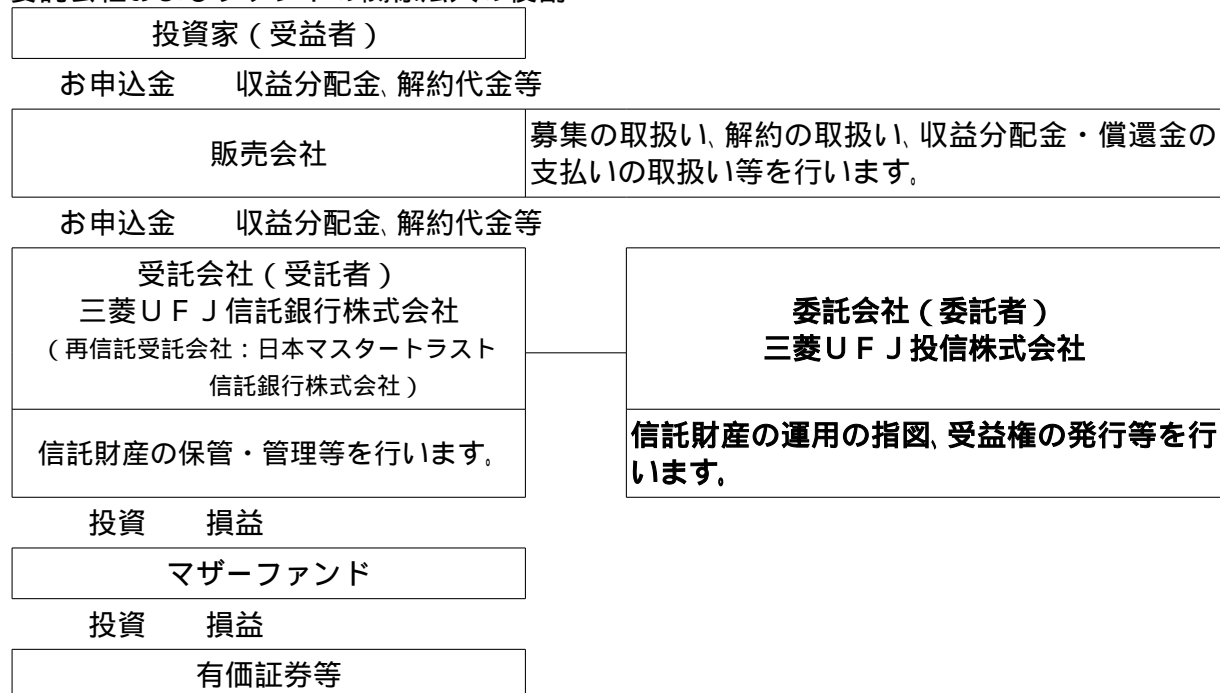 投資家(受益者)
お申込金 収益分配金、解約代金等
販売会社
募集の取扱い、解約の取扱い、収益分配金・償還金の
支払いの取扱い等を行います。
お申込金 収益分配金、解約代金等
受託会社(受託者)
三菱UFJ信託銀行株式会社
(再信託受託会社:日本マスタートラスト
信託銀行株式会社)
委託会社(委託者)
三菱UFJ投信株式会社
信託財産の保管・管理等を行います。
信託財産の運用の指図、受益権の発行等を行
います。
投資 損益
マザーファンド
投資 損益
有価証券等